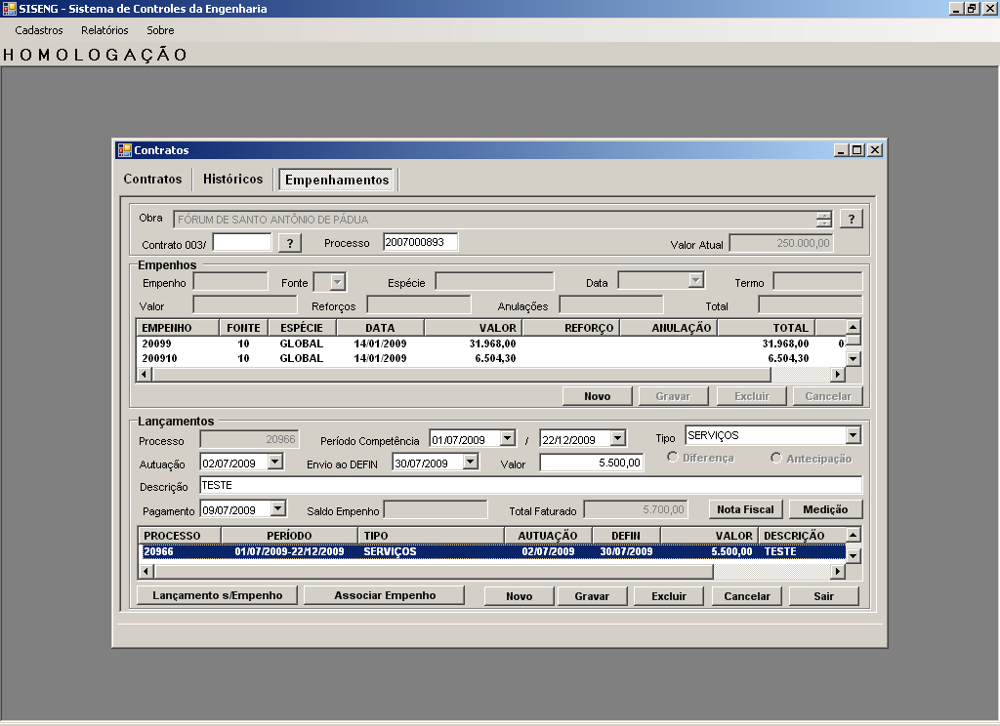 SISENG - Sistema de Controles da Engenharia
Cadastros Relatórios Sobre
HOMOLOGAÇÃO
Contratos
Contratos Históricos Empenhamentos
Obra FÓRUM DE SANTO ANTÔNIO DE PÁDUA ?
Contrato 003/ ? Processo 2007000893 Valor Atual 250.000,00
Empenhos
Empenho Fonte Espécie Data Termo
Valor Reforços Anulações Total
EMPENHO FONTE ESPÉCIE DATA VALOR REFORÇO ANULAÇÃO TOTAL
20099 10 GLOBAL 14/01/2009 31.968,00 31.968,00 0
200910 10 GLOBAL 14/01/2009 6.504,30 6.504,30
Novo Gravar Excluir Cancelar
Lançamentos
Processo 20966 Período Competência 01/07/2009 / 22/12/2009 Tipo SERVIÇOS
Autuação 02/07/2009 Envio ao DEFIN 30/07/2009 Valor 5.500,00 Diferença Antecipação
Descrição TESTE
Pagamento 09/07/2009 Saldo Empenho Total Faturado 5.700,00 Nota Fiscal Medição
PROCESSO PERÍODO TIPO AUTUAÇÃO DEFIN VALOR DESCRIÇÃO
20966 01/07/2009-22/12/2009 SERVIÇOS 02/07/2009 30/07/2009 5.500,00 TESTE
Lançamento s/Empenho Associar Empenho Novo Gravar Excluir Cancelar Sair